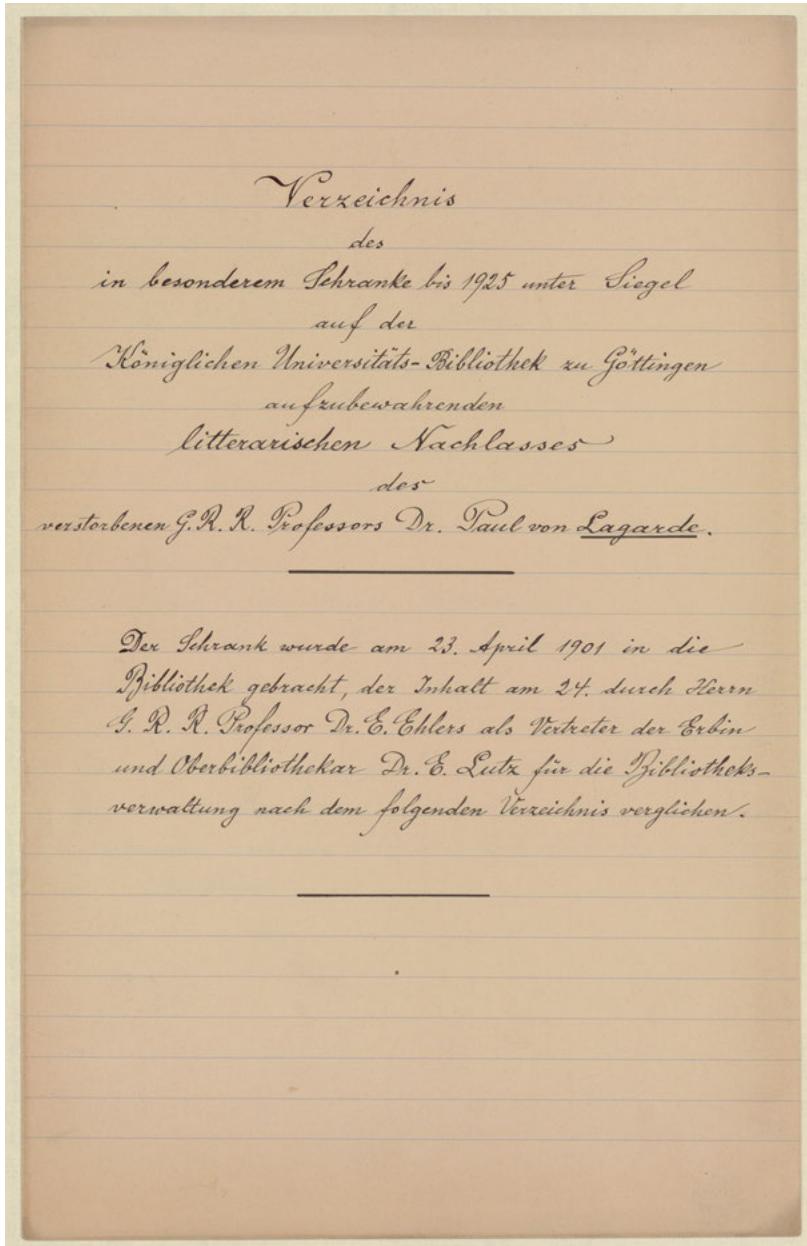 Verzeichnis
des
in besonderem Schranke bis 1925 unter Siegel
auf der
Königlichen Universitäts-Bibliothek zu Göttingen
aufzubewahrenden
litterarischen Nachlasses
des
verstorbenen G. R. R. Professors Dr. Paul von Lagarde.
Der Schrank wurde am 23. April 1901 in die
Bibliothek gebracht, der Inhalt am 24. durch Herrn
G. R. R. Professor Dr. E. Ehlers als Vertreter der Erbin
und Oberbibliothekar Dr. E. Lutz für die Bibliotheks-
verwaltung nach dem folgenden Verzeichnis verglichen.